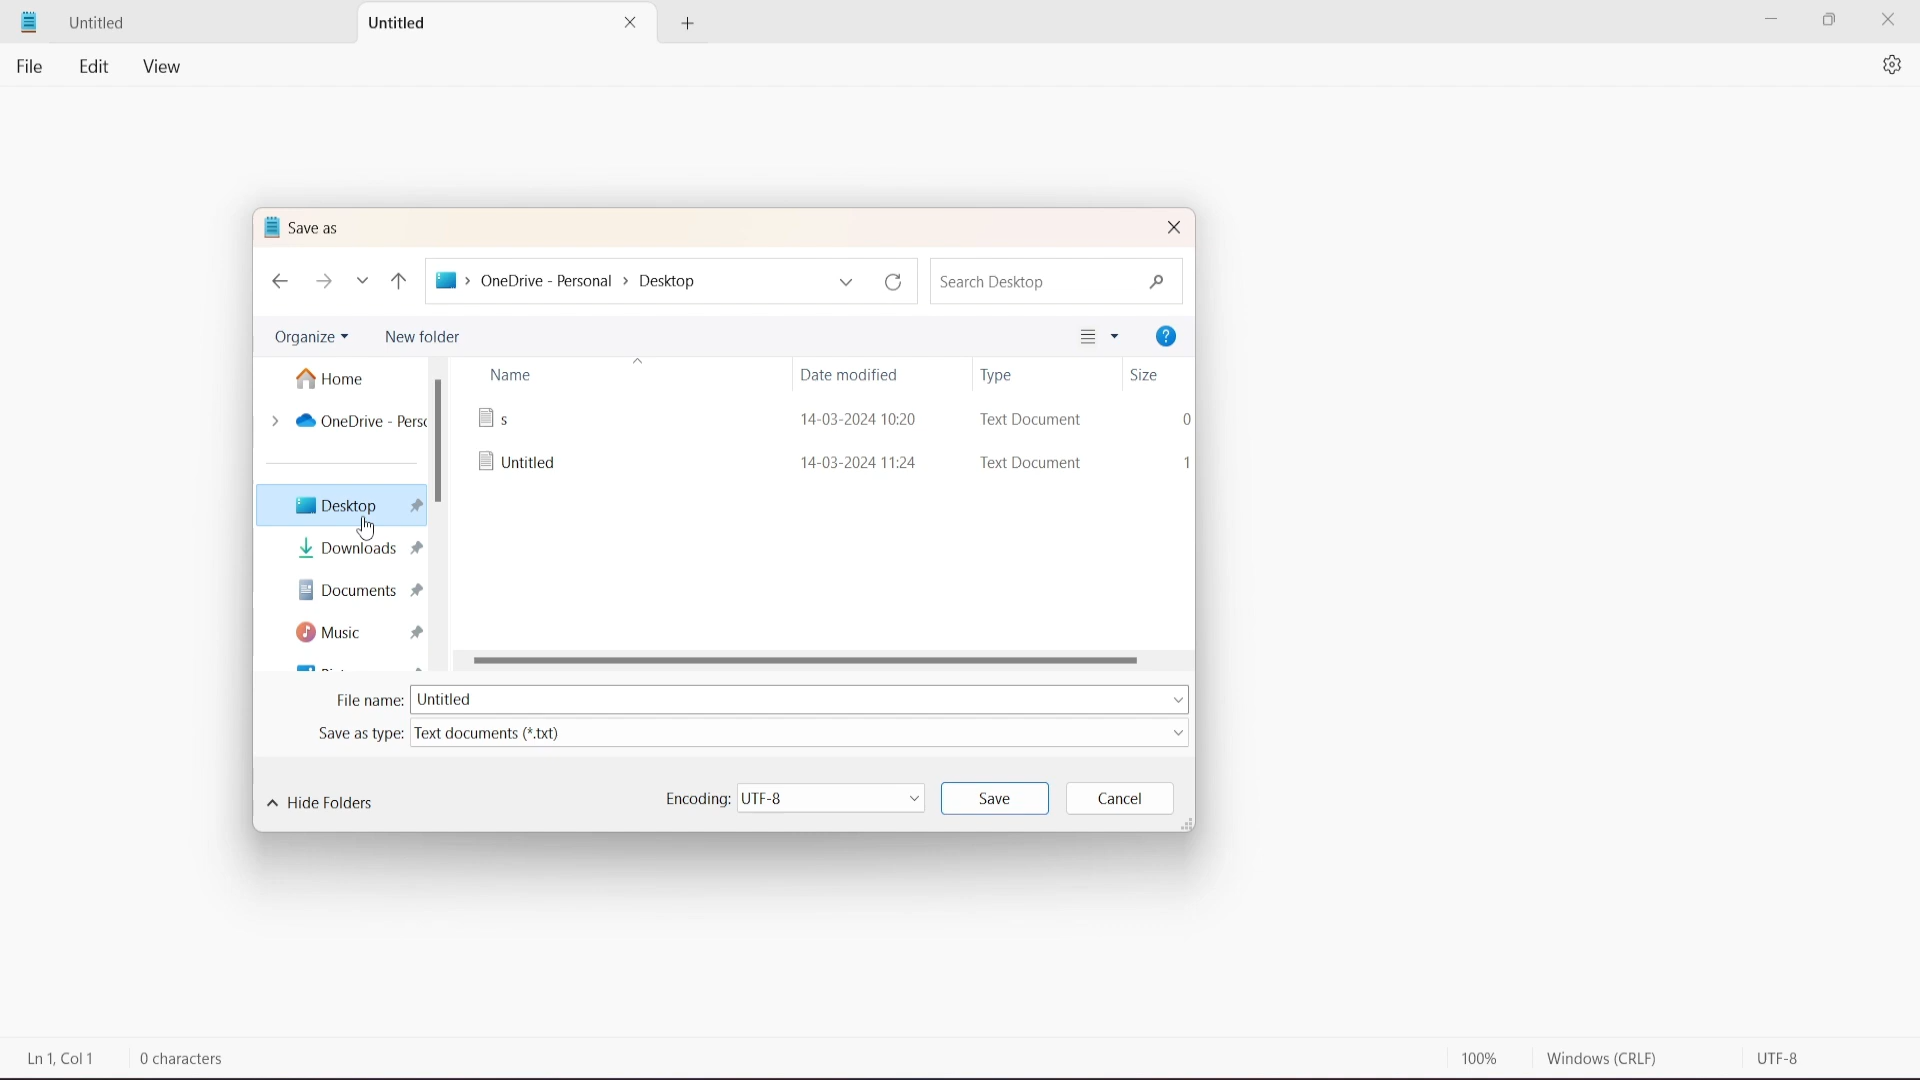 Untitled
Untitled
File Edit View
Save as
OneDrive - Personal Desktop
Search Desktop
Organize New folder
Name Date modified Type Size
Home
OneDrive - Perso
s 14-03-2024 10:20 Text Document 0
Untitled 14-03-2024 11:24 Text Document 1
Desktop
Downloads
Documents
Music
File name: Untitled
Save as type: Text documents (*.txt)
Hide Folders
Encoding: UTF-8 Save Cancel
Ln 1, Col 1 0 characters 100% Windows (CRLF) UTF-8